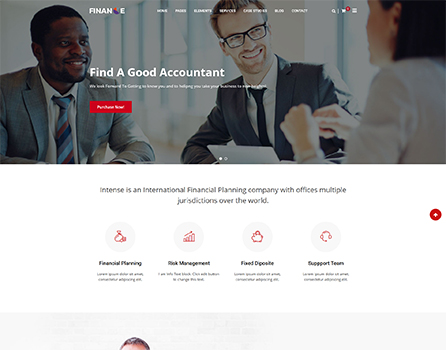 FINANCE
HOME PAGES ELEMENTS SERVICES CASE STUDIES BLOG CONTACT
Find A Good Accountant
We look Forward To Getting to know you and to helping you take your business to new heights.
Purchase Now!
Intense is an International Financial Planning company with offices multiple
jurisdictions over the world.
Financial Planning
Lorem ipsum dolor sit amet,
consectetur adipiscing elit.
Risk Management
I am info Text block. Click edit button
to change this text.
Fixed Diposite
Lorem ipsum dolor sit amet,
consectetur adipiscing elit.
Suppport Team
Lorem ipsum dolor sit amet,
consectetur adipiscing elit.